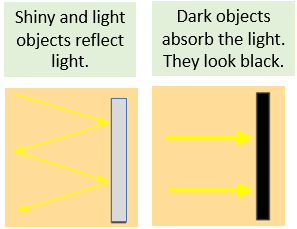 Shiny and light
objects reflect
light.
Dark objects
absorb the light.
They look black.